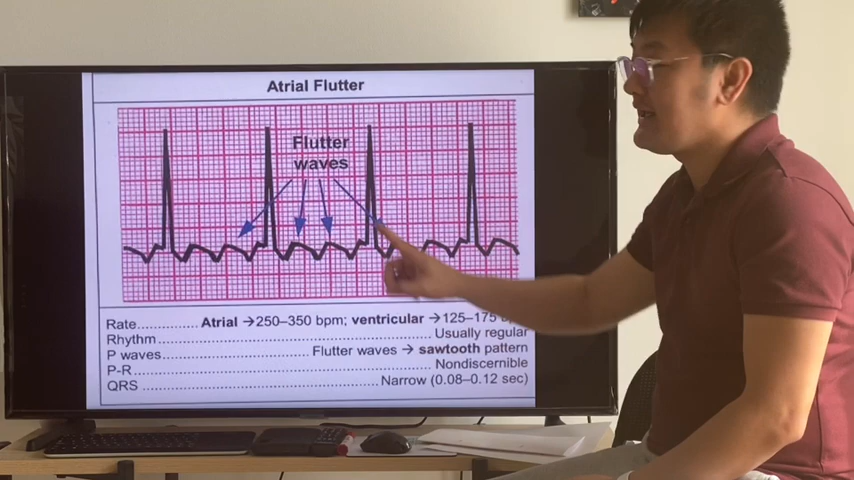 Atrial Flutter
Flutter
waves
Rate............. Atrial →250–350 bpm; ventricular →125–175
Rhythm........................................................ Usually regular
P waves................................ Flutter waves → sawtooth pattern
P-R.............................................................. Nondiscernible
QRS .................................................... Narrow (0.08–0.12 sec)